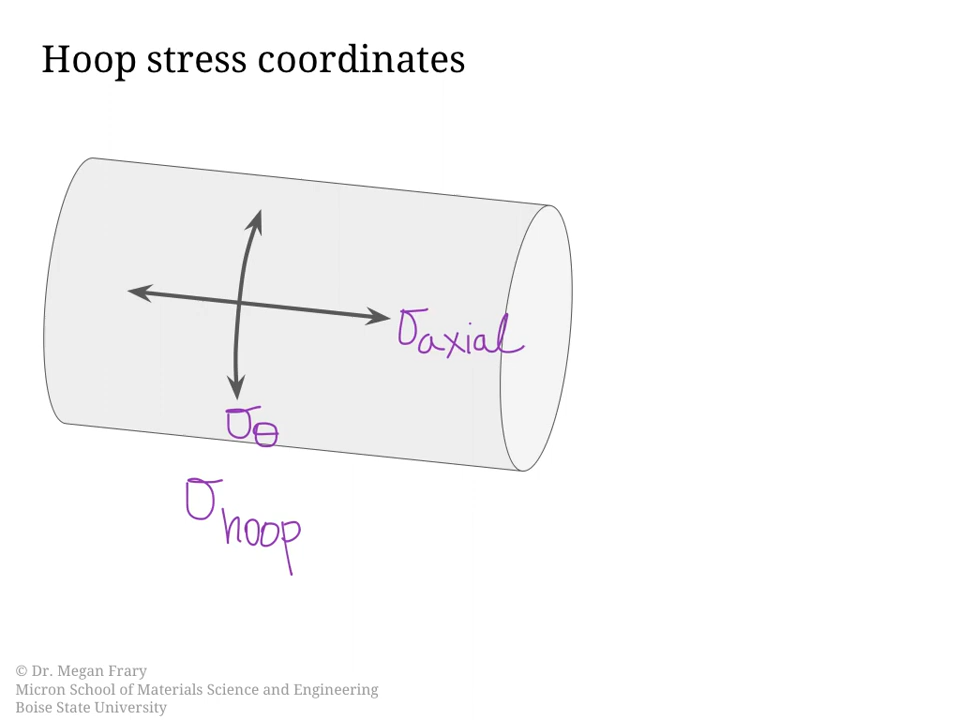 Hoop stress coordinates
σaxial
σθ
σhoop
© Dr. Megan Frary
Micron School of Materials Science and Engineering
Boise State University